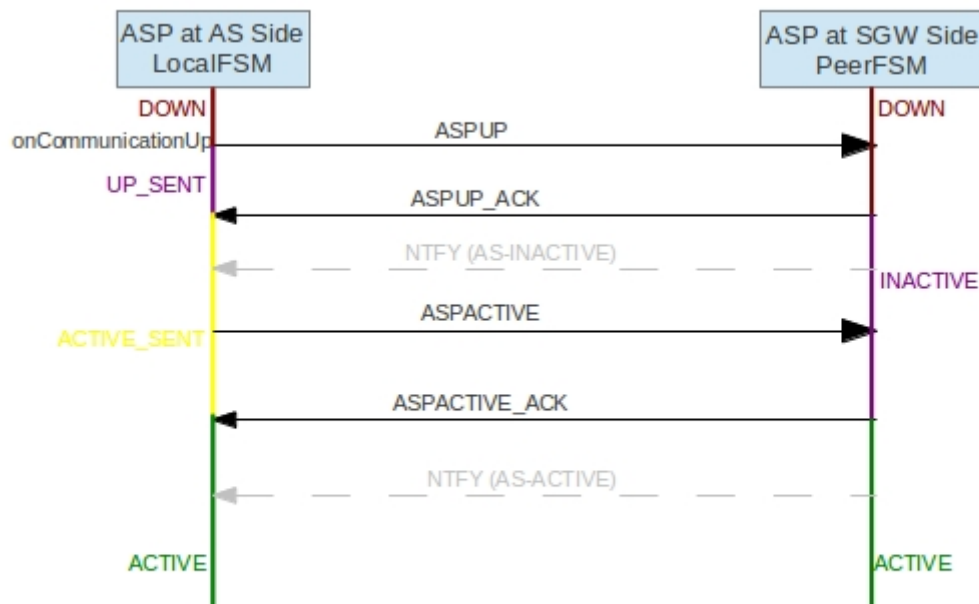 ASP at AS Side
LocalFSM
ASP at SGW Side
PeerFSM
DOWN
DOWN
onCommunicationUp
ASPUP
UP_SENT
ASPUP_ACK
NTFY (AS-INACTIVE)
INACTIVE
ASPACTIVE
ACTIVE_SENT
ASPACTIVE_ACK
NTFY (AS-ACTIVE)
ACTIVE
ACTIVE